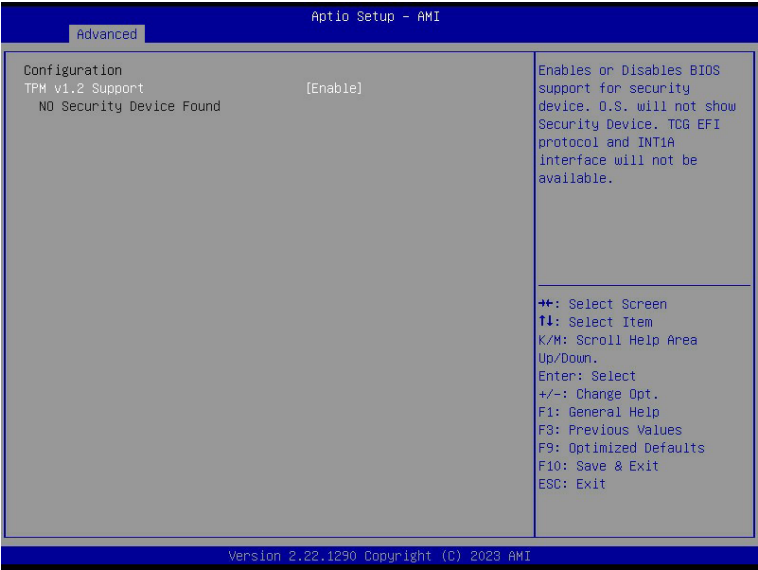 Aptio Setup - AMI
Advanced
Configuration
TPM v1.2 Support [Enable]
NO Security Device Found
Enables or Disables BIOS
support for security
device. O.S. will not show
Security Device. TCG EFI
protocol and INT1A
interface will not be
available.
→←: Select Screen
↑↓: Select Item
K/M: Scroll Help Area
Up/Down.
Enter: Select
+/-: Change Opt.
F1: General Help
F3: Previous Values
F9: Optimized Defaults
F10: Save & Exit
ESC: Exit
Version 2.22.1290 Copyright (C) 2023 AMI